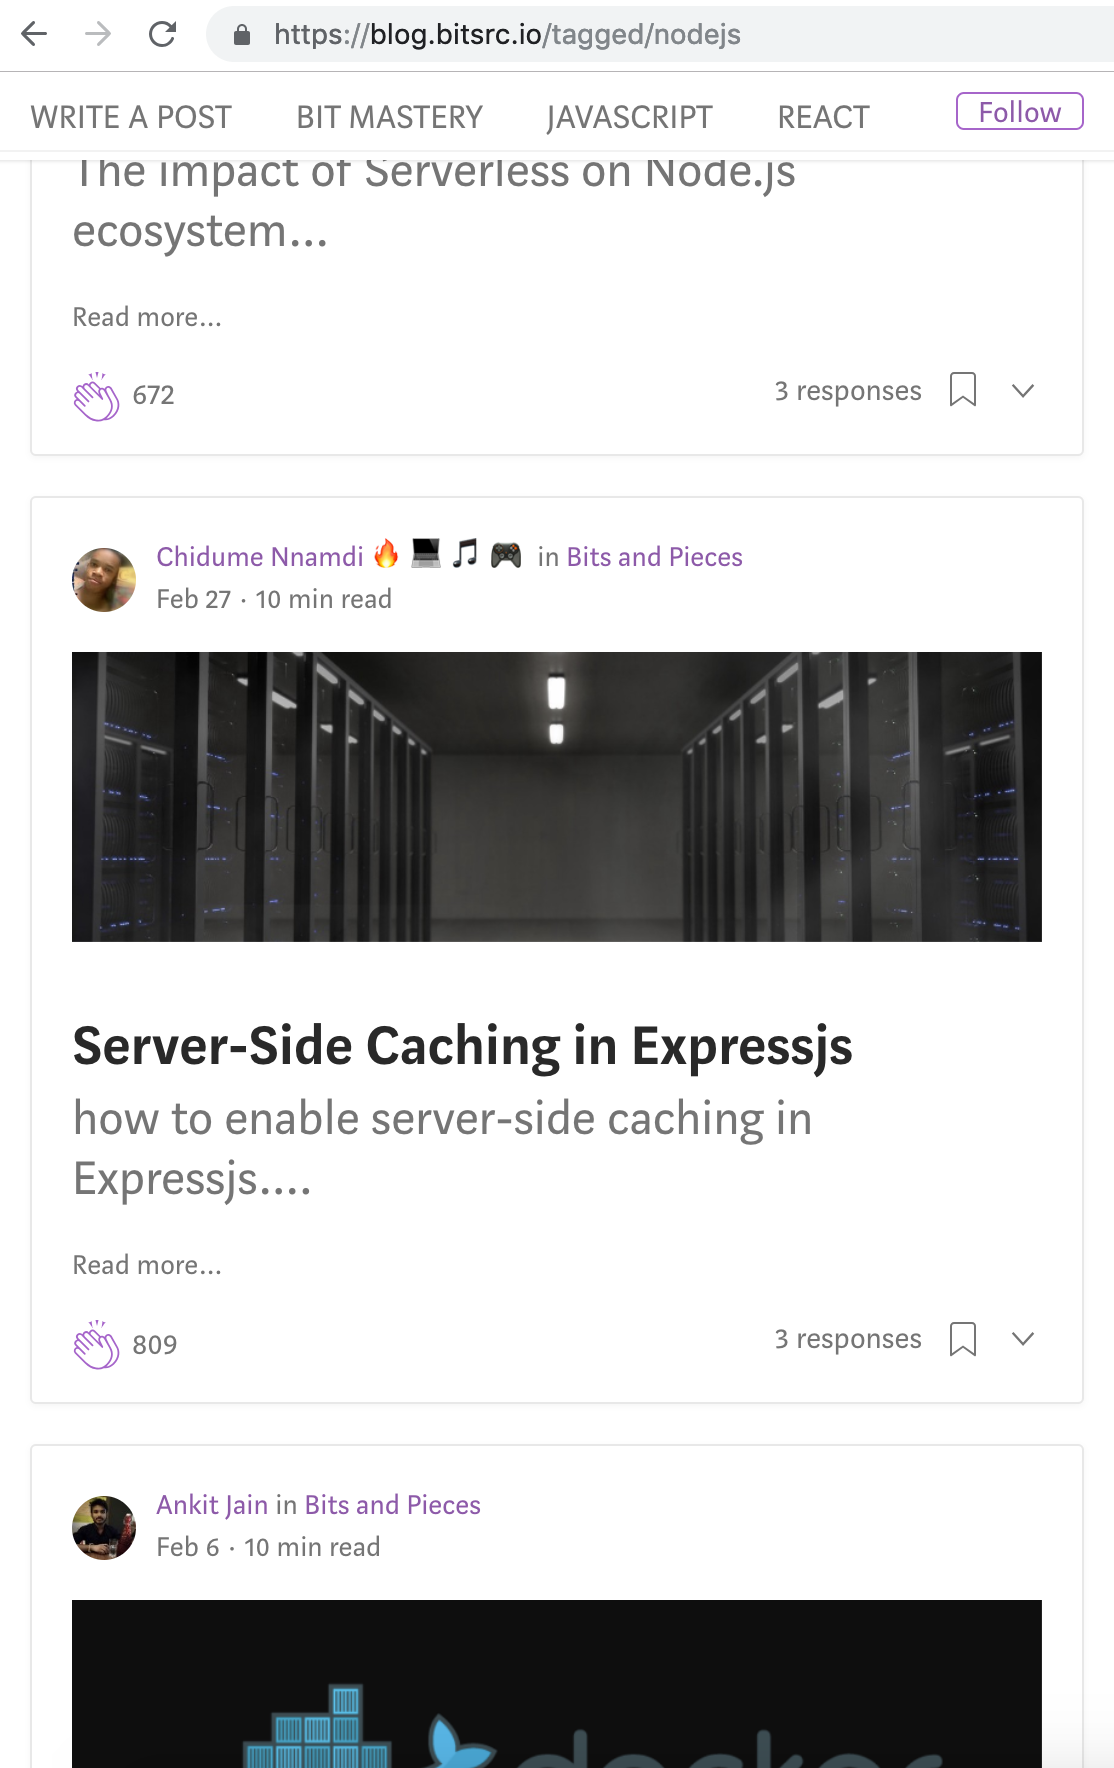 https://blog.bitsrc.io/tagged/nodejs
WRITE A POST BIT MASTERY JAVASCRIPT REACT Follow
The impact of Serverless on Node.js
ecosystem...
Read more...
672 3 responses
Chidume Nnamdi 🔥 💻 🎵 🎮 in Bits and Pieces
Feb 27 · 10 min read
Server-Side Caching in Expressjs
how to enable server-side caching in
Expressjs....
Read more...
809 3 responses
Ankit Jain in Bits and Pieces
Feb 6 · 10 min read
docker